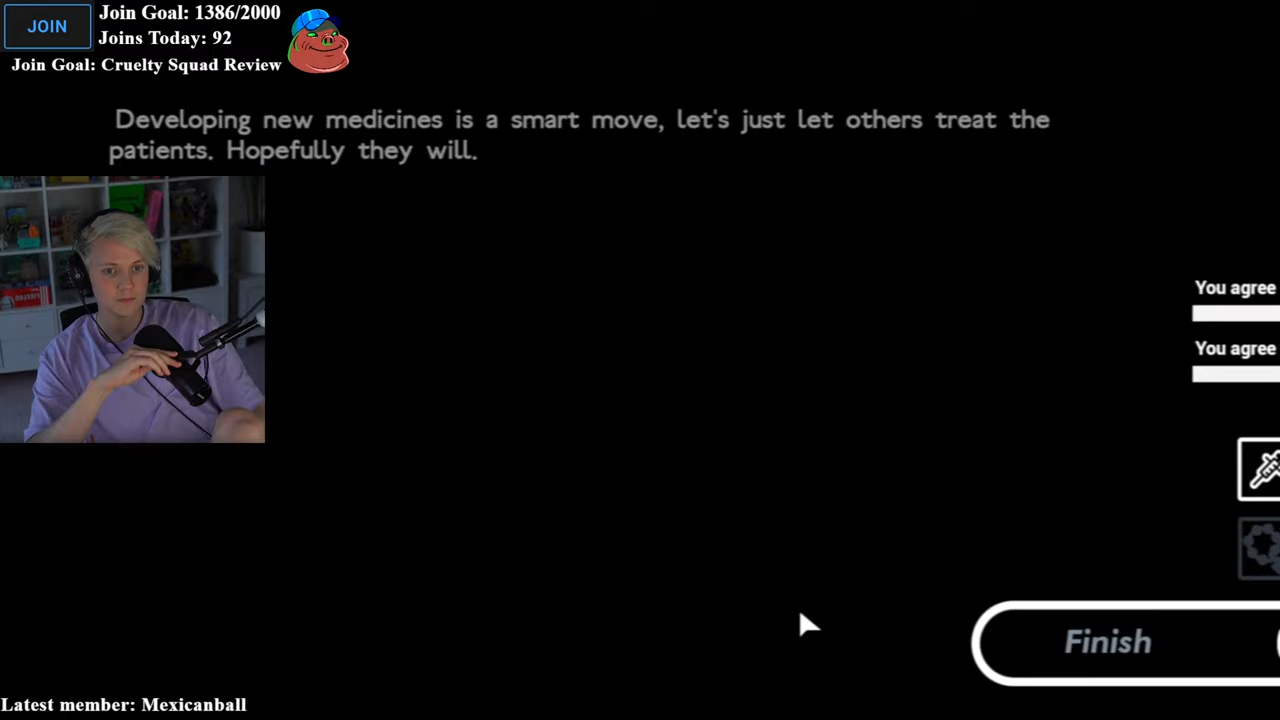 JOIN
Join Goal: 1386/2000
Joins Today: 92
Join Goal: Cruelty Squad Review
Developing new medicines is a smart move, let's just let others treat the
patients. Hopefully they will.
You agree
You agree
Finish
Latest member: Mexicanball